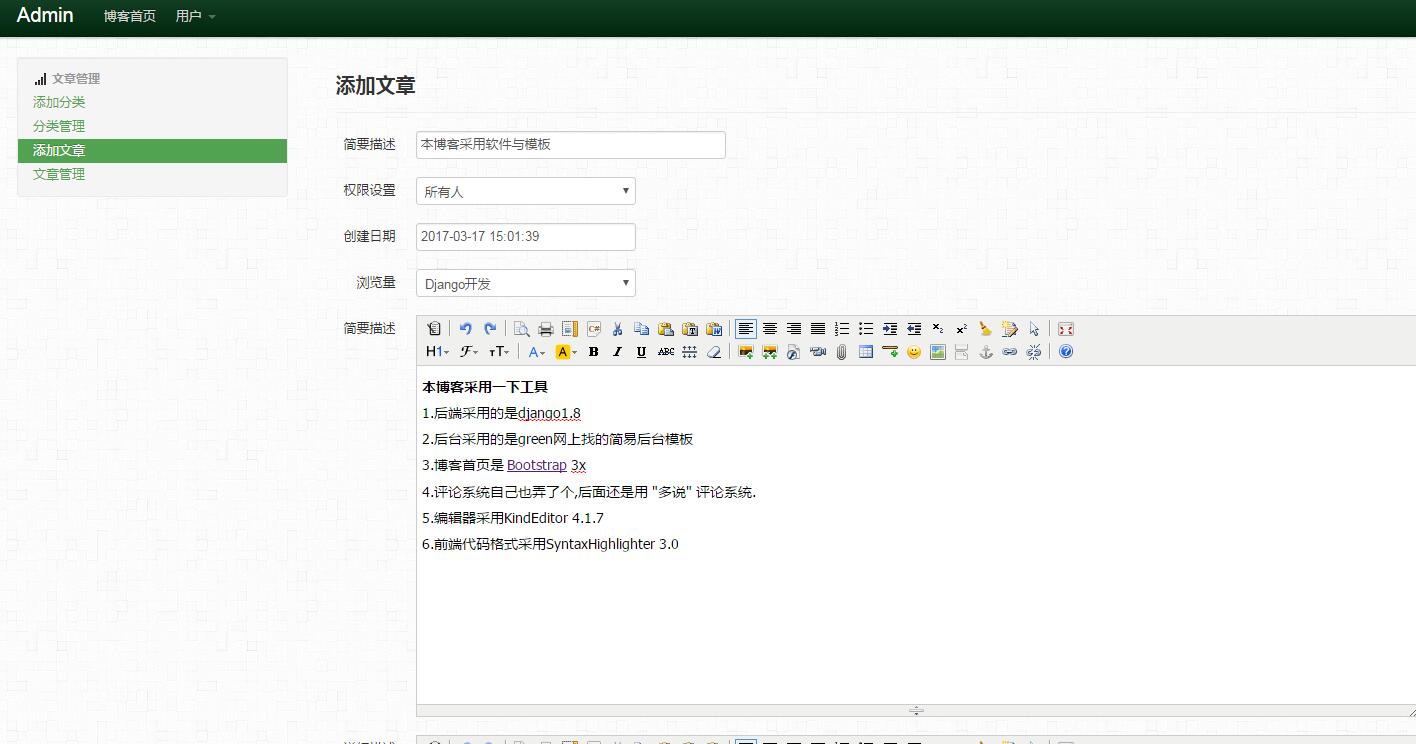 Admin 博客首页 用户
文章管理
添加分类
分类管理
添加文章
文章管理
添加文章
简要描述 本博客采用软件与模板
权限设置 所有人
创建日期 2017-03-17 15:01:39
浏览量 Django开发
简要描述
H1 F тT A A B I U ABC
本博客采用一下工具
1.后端采用的是django1.8
2.后台采用的是green网上找的简易后台模板
3.博客首页是 Bootstrap 3x
4.评论系统自己也弄了个,后面还是用 "多说" 评论系统.
5.编辑器采用KindEditor 4.1.7
6.前端代码格式采用SyntaxHighlighter 3.0